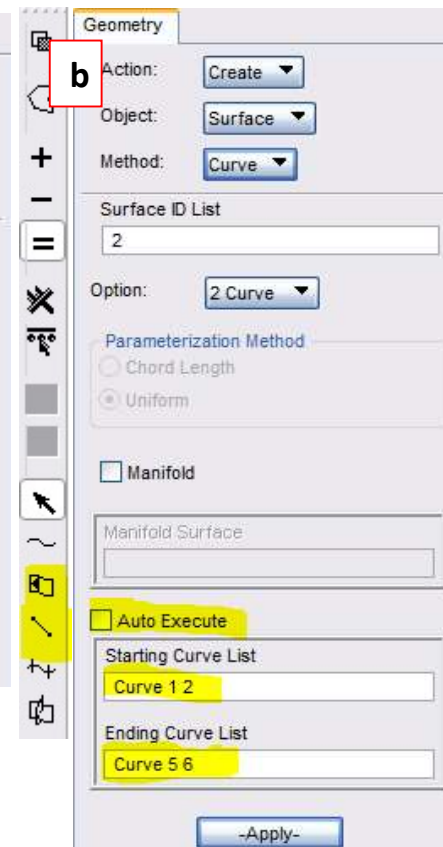 Geometry
b
Action: Create
Object: Surface
Method: Curve
Surface ID List
2
Option: 2 Curve
Parameterization Method
Chord Length
Uniform
Manifold
Manifold Surface
Auto Execute
Starting Curve List
Curve 1 2
Ending Curve List
Curve 5 6
-Apply-